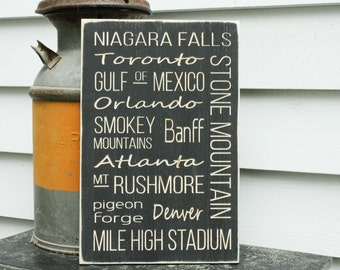 NIAGARA FALLS
Toronto
GULF OF MEXICO
Orlando
SMOKEY
MOUNTAINS
Banff
Atlanta
MT RUSHMORE
pigeon
forge
Denver
STONE MOUNTAIN
MILE HIGH STADIUM